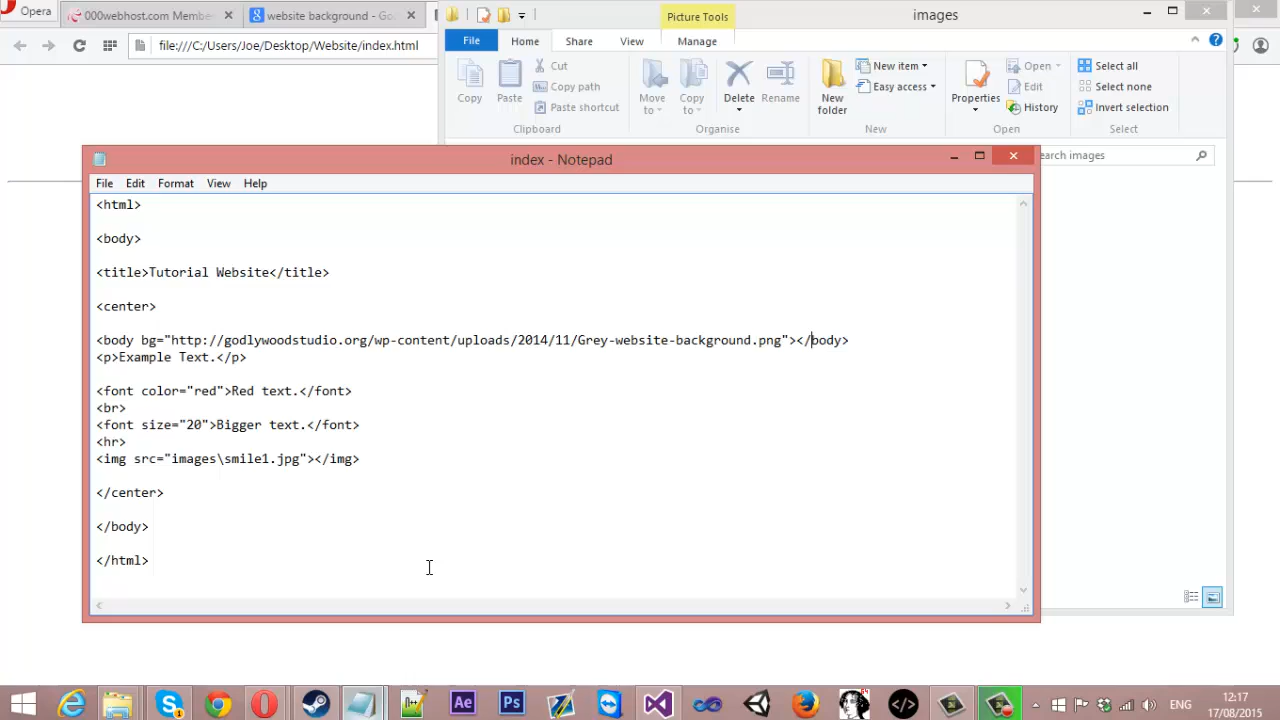 Opera
000webhost.com Membe
website background - Go
Picture Tools
images
file:///C:/Users/Joe/Desktop/Website/index.html
File
Home
Share
View
Manage
Copy
Paste
Cut
Copy path
Paste shortcut
Move to
Copy to
Delete
Rename
New folder
New item
Easy access
Properties
Open
Edit
History
Select all
Select none
Invert selection
Clipboard
Organise
New
Open
Select
earch images
index - Notepad
File Edit Format View Help
<html>
<body>
<title>Tutorial Website</title>
<center>
<body bg="http://godlywoodstudio.org/wp-content/uploads/2014/11/Grey-website-background.png"></body>
<p>Example Text.</p>
<font color="red">Red text.</font>
<br>
<font size="20">Bigger text.</font>
<hr>
<img src="images\smile1.jpg"></img>
</center>
</body>
</html>
Ae
Ps
ENG
12:17
17/08/2015